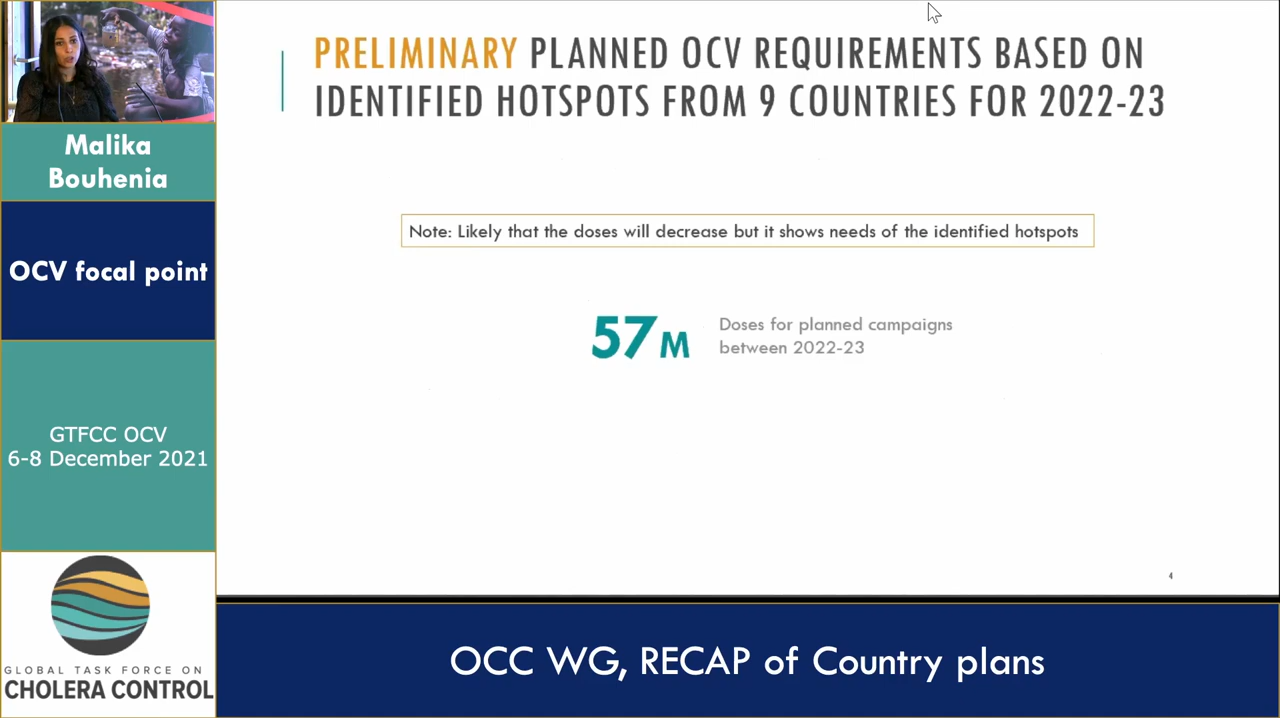 Malika
Bouhenia
OCV focal point
GTFCC OCV
6-8 December 2021
GLOBAL TASK FORCE ON
CHOLERA CONTROL
PRELIMINARY PLANNED OCV REQUIREMENTS BASED ON
IDENTIFIED HOTSPOTS FROM 9 COUNTRIES FOR 2022-23
Note: Likely that the doses will decrease but it shows needs of the identified hotspots
57 M
Doses for planned campaigns
between 2022-23
4
OCC WG, RECAP of Country plans